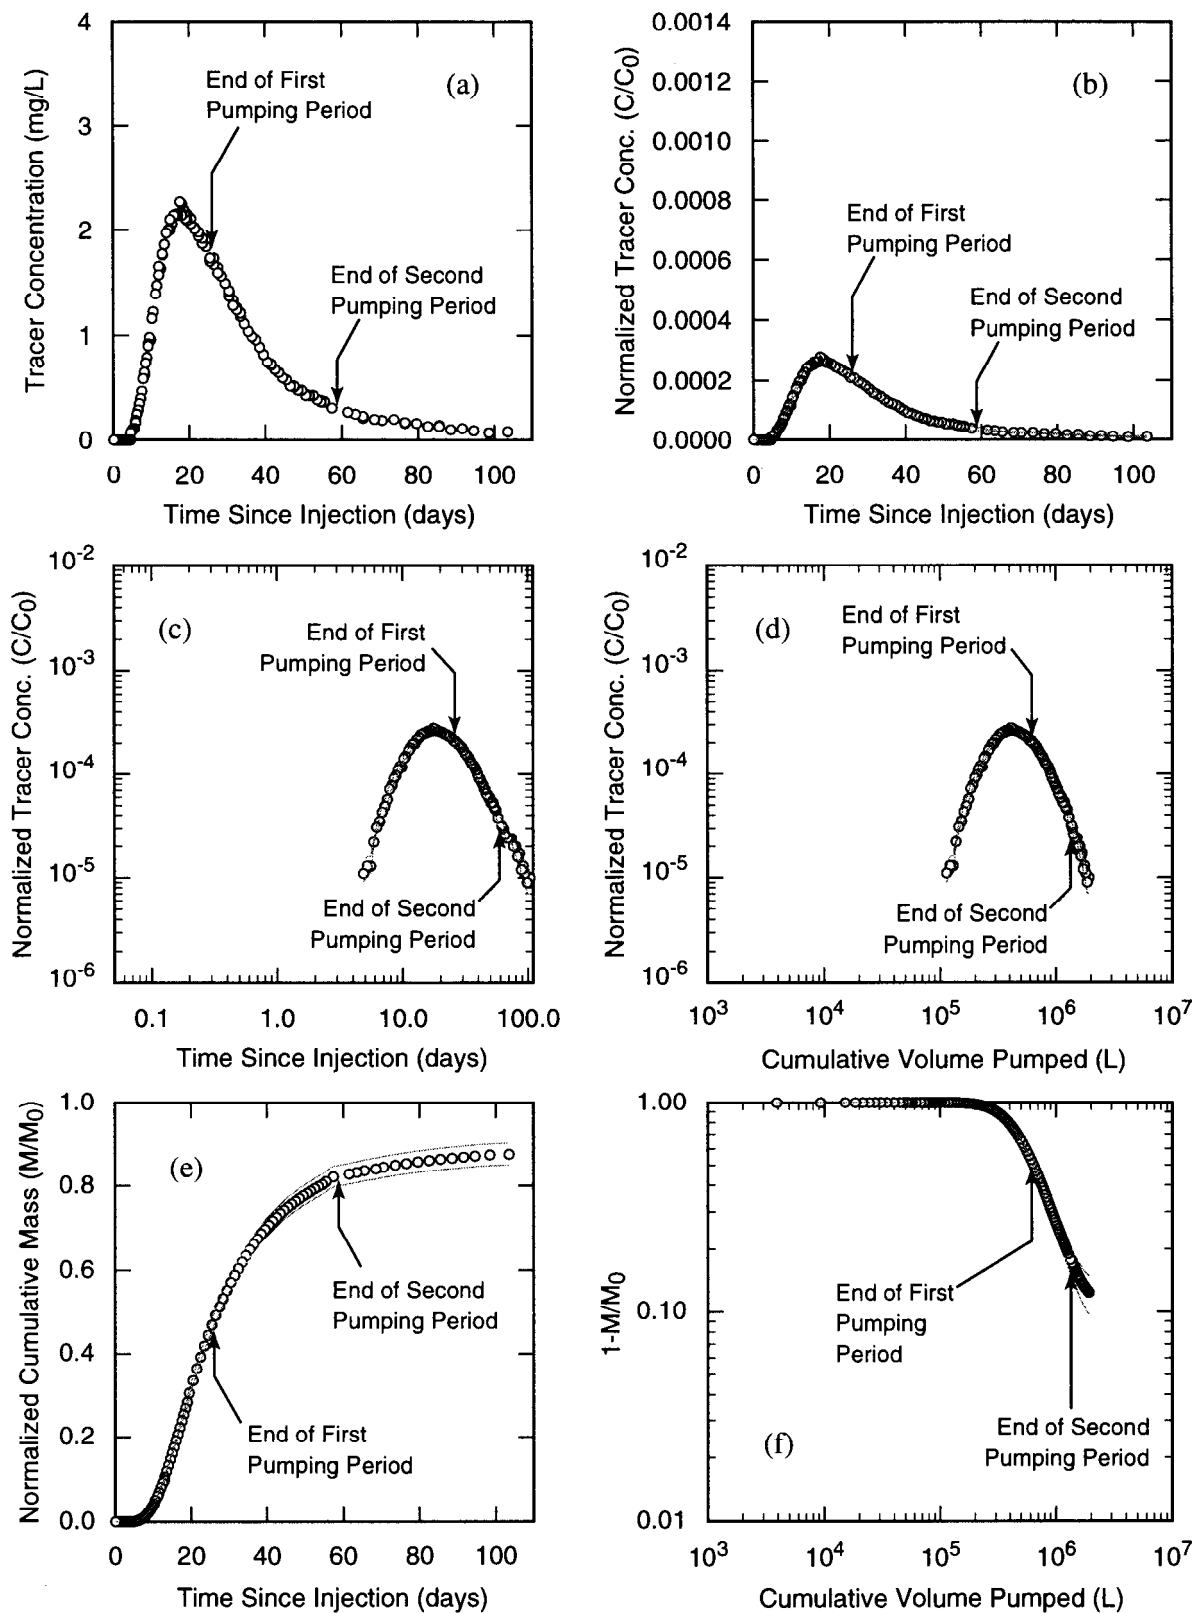 (a)
4
3
2
1
0
Tracer Concentration (mg/L)
End of First
Pumping Period
End of Second
Pumping Period
0 20 40 60 80 100
Time Since Injection (days)
(b)
0.0014
0.0012
0.0010
0.0008
0.0006
0.0004
0.0002
0.0000
Normalized Tracer Conc. (C/C0)
End of First
Pumping Period
End of Second
Pumping Period
0 20 40 60 80 100
Time Since Injection (days)
(c)
10-2
10-3
10-4
10-5
10-6
Normalized Tracer Conc. (C/C0)
End of First
Pumping Period
End of Second
Pumping Period
0.1 1.0 10.0 100.0
Time Since Injection (days)
(d)
10-2
10-3
10-4
10-5
10-6
Normalized Tracer Conc. (C/C0)
End of First
Pumping Period
End of Second
Pumping Period
103 104 105 106 107
Cumulative Volume Pumped (L)
(e)
1.0
0.8
0.6
0.4
0.2
0.0
Normalized Cumulative Mass (M/M0)
End of Second
Pumping Period
End of First
Pumping Period
0 20 40 60 80 100
Time Since Injection (days)
1.00
0.10
0.01
1-M/M0
End of First
Pumping
Period
End of Second
Pumping Period
(f)
103 104 105 106 107
Cumulative Volume Pumped (L)